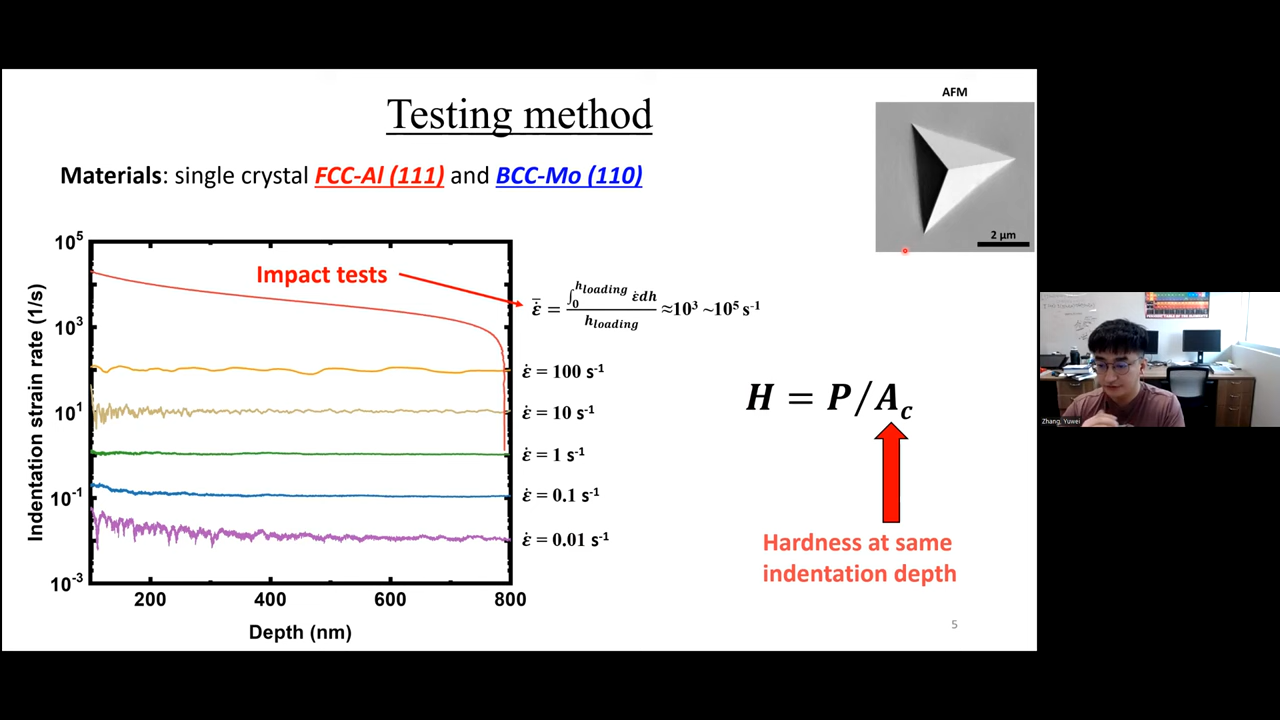 Testing method
AFM
2 μm
Materials: single crystal FCC-Al (111) and BCC-Mo (110)
Indentation strain rate (1/s)
10⁵
10³
10¹
10⁻¹
10⁻³
200
400
600
800
Depth (nm)
Impact tests
ε̇̄ = ∫₀^h_loading ε̇dh / h_loading ≈10³ ~10⁵ s⁻¹
ε̇ = 100 s⁻¹
ε̇ = 10 s⁻¹
ε̇ = 1 s⁻¹
ε̇ = 0.1 s⁻¹
ε̇ = 0.01 s⁻¹
H = P/A_c
Hardness at same
indentation depth
5
Zhang, Yuwei